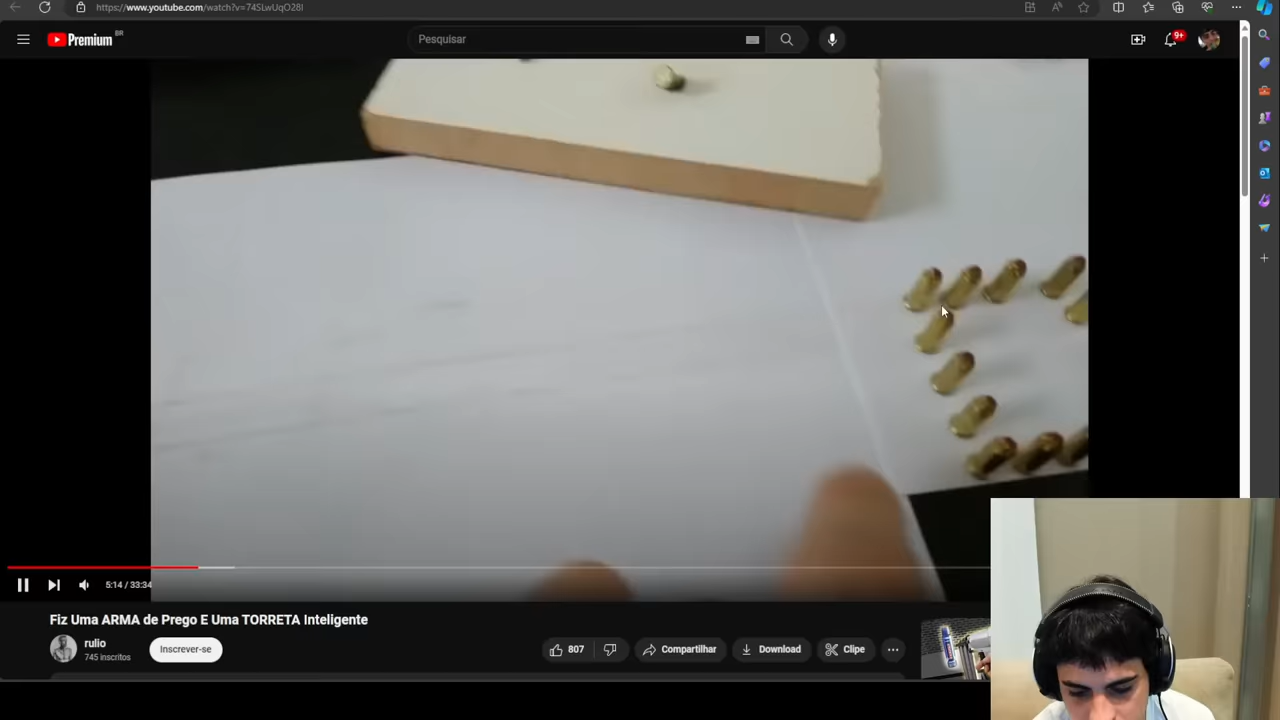 https://www.youtube.com/watch?v=74SLwUqO28I
Premium BR
Pesquisar
9+
5:14 / 33:34
Fiz Uma ARMA de Prego E Uma TORRETA Inteligente
rulio
745 inscritos
Inscrever-se
807
Compartilhar
Download
Clipe